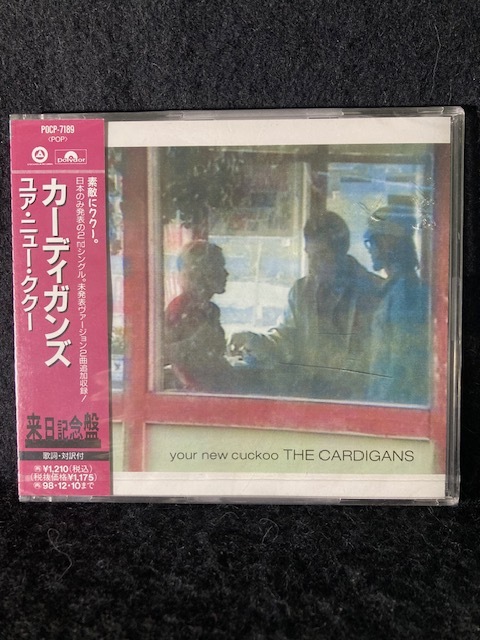 POCP-7189
〈POP〉
polydor
カーディガンズ
ユア・ニュー・ククー
素敵にククー。
日本のみ発表の2ndシングル。未発表ヴァージョン2曲追加収録!
来日記念盤
歌詞・対訳付
¥1,210(税込)
(税抜価格¥1,175)
98・12・10まで
your new cuckoo THE CARDIGANS